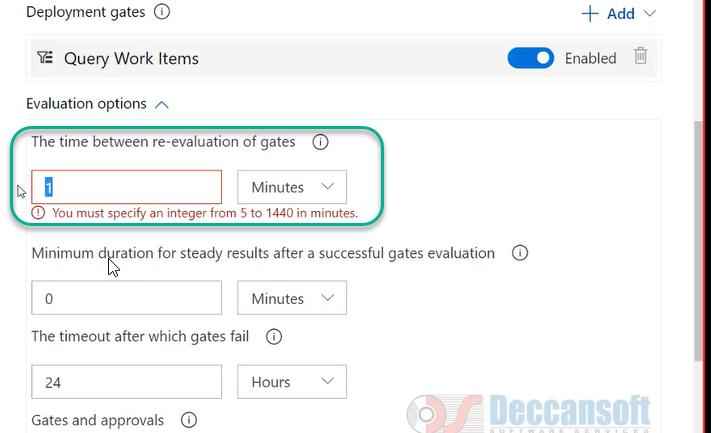 Deployment gates
Add
Query Work Items
Enabled
Evaluation options
The time between re-evaluation of gates
1
Minutes
You must specify an integer from 5 to 1440 in minutes.
Minimum duration for steady results after a successful gates evaluation
0
Minutes
The timeout after which gates fail
24
Hours
Gates and approvals
DS Deccansoft
SOFTWARE SERVICES